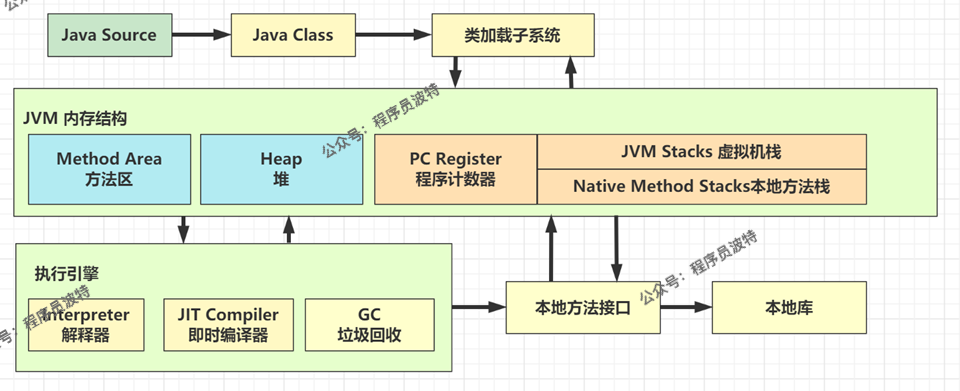 Java Source
Java Class
类加载子系统
JVM 内存结构
Method Area
方法区
Heap
堆
PC Register
程序计数器
JVM Stacks 虚拟机栈
Native Method Stacks本地方法栈
公众号：程序员波特
执行引擎
Interpreter
解释器
JIT Compiler
即时编译器
GC
垃圾回收
本地方法接口
本地库
公众号：程序员波特
号：程序员波特
公